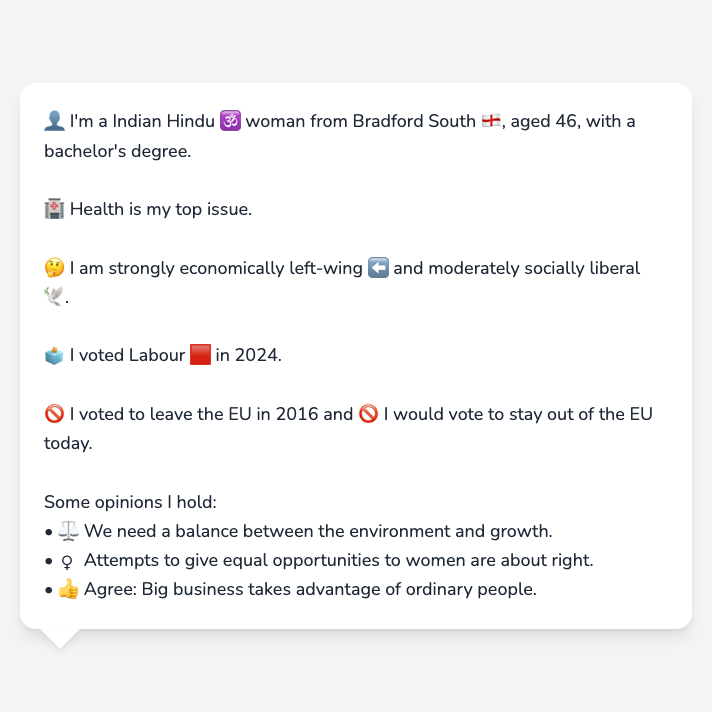 👤 I'm a Indian Hindu 🕉️ woman from Bradford South 🏴󠁧󠁢󠁥󠁮󠁧󠁿, aged 46, with a
bachelor's degree.
🏥 Health is my top issue.
🤔 I am strongly economically left-wing ⬅️ and moderately socially liberal
🕊️.
🗳️ I voted Labour 🟥 in 2024.
🚫 I voted to leave the EU in 2016 and 🚫 I would vote to stay out of the EU
today.
Some opinions I hold:
• ⚖️ We need a balance between the environment and growth.
• ♀️ Attempts to give equal opportunities to women are about right.
• 👍 Agree: Big business takes advantage of ordinary people.